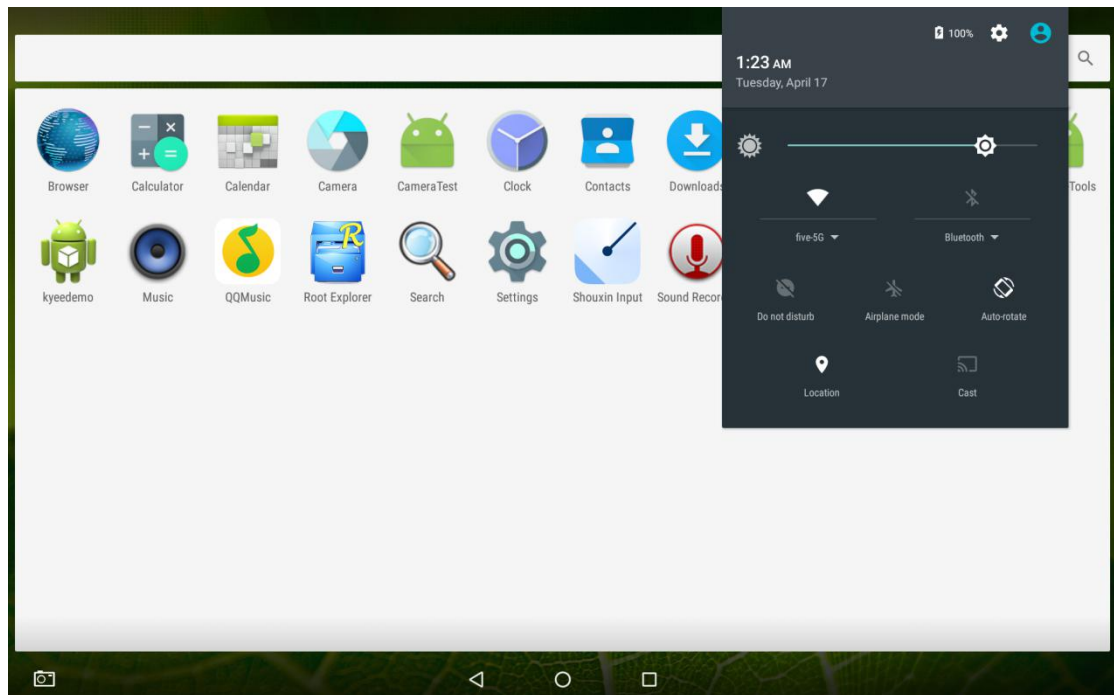 100%
1:23 AM
Tuesday, April 17
Browser
Calculator
Calendar
Camera
CameraTest
Clock
Contacts
Downloads
Tools
five-5G
Bluetooth
kyeedemo
Music
QQMusic
Root Explorer
Search
Settings
Shouxin Input
Sound Recor
Do not disturb
Airplane mode
Auto-rotate
Location
Cast